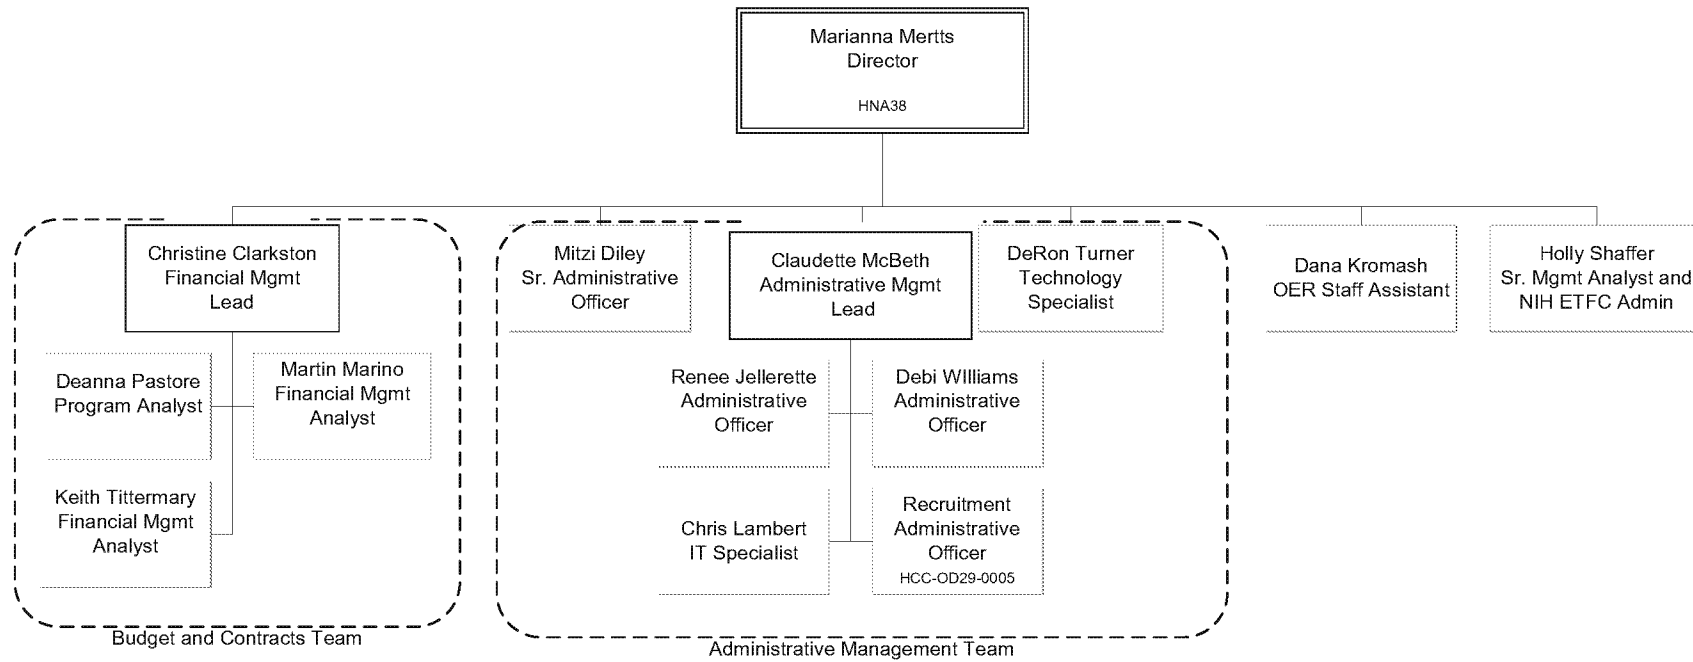 Marianna Mertts
Director
HNA38
Christine Clarkston
Financial Mgmt
Lead
Mitzi Diley
Sr. Administrative
Officer
Claudette McBeth
Administrative Mgmt
Lead
DeRon Turner
Technology
Specialist
Dana Kromash
OER Staff Assistant
Holly Shaffer
Sr. Mgmt Analyst and
NIH ETFC Admin
Deanna Pastore
Program Analyst
Martin Marino
Financial Mgmt
Analyst
Renee Jellerette
Administrative
Officer
Debi WIlliams
Administrative
Officer
Keith Tittermary
Financial Mgmt
Analyst
Chris Lambert
IT Specialist
Recruitment
Administrative
Officer
HCC-OD29-0005
Budget and Contracts Team
Administrative Management Team